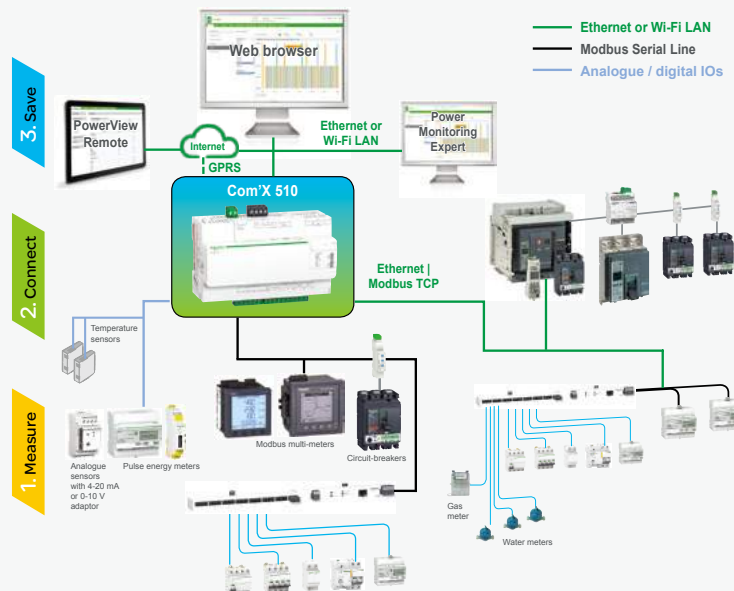 Ethernet or Wi-Fi LAN
Modbus Serial Line
Analogue / digital IOs
3. Save
Web browser
PowerView
Remote
Internet
GPRS
Ethernet or
Wi-Fi LAN
Power
Monitoring
Expert
Com'X 510
2. Connect
Ethernet |
Modbus TCP
Temperature
sensors
1. Measure
Modbus multi-meters
Circuit-breakers
Analogue
sensors
with 4-20 mA
or 0-10 V
adaptor
Pulse energy meters
Gas
meter
Water meters